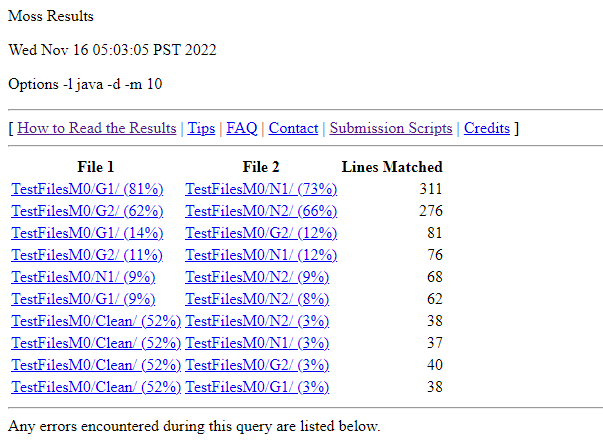 Moss Results
Wed Nov 16 05:03:05 PST 2022
Options -l java -d -m 10
[ How to Read the Results | Tips | FAQ | Contact | Submission Scripts | Credits ]
File 1 File 2 Lines Matched
TestFilesM0/G1/ (81%) TestFilesM0/N1/ (73%) 311
TestFilesM0/G2/ (62%) TestFilesM0/N2/ (66%) 276
TestFilesM0/G1/ (14%) TestFilesM0/G2/ (12%) 81
TestFilesM0/G2/ (11%) TestFilesM0/N1/ (12%) 76
TestFilesM0/N1/ (9%) TestFilesM0/N2/ (9%) 68
TestFilesM0/G1/ (9%) TestFilesM0/N2/ (8%) 62
TestFilesM0/Clean/ (52%) TestFilesM0/N2/ (3%) 38
TestFilesM0/Clean/ (52%) TestFilesM0/N1/ (3%) 37
TestFilesM0/Clean/ (52%) TestFilesM0/G2/ (3%) 40
TestFilesM0/Clean/ (52%) TestFilesM0/G1/ (3%) 38
Any errors encountered during this query are listed below.